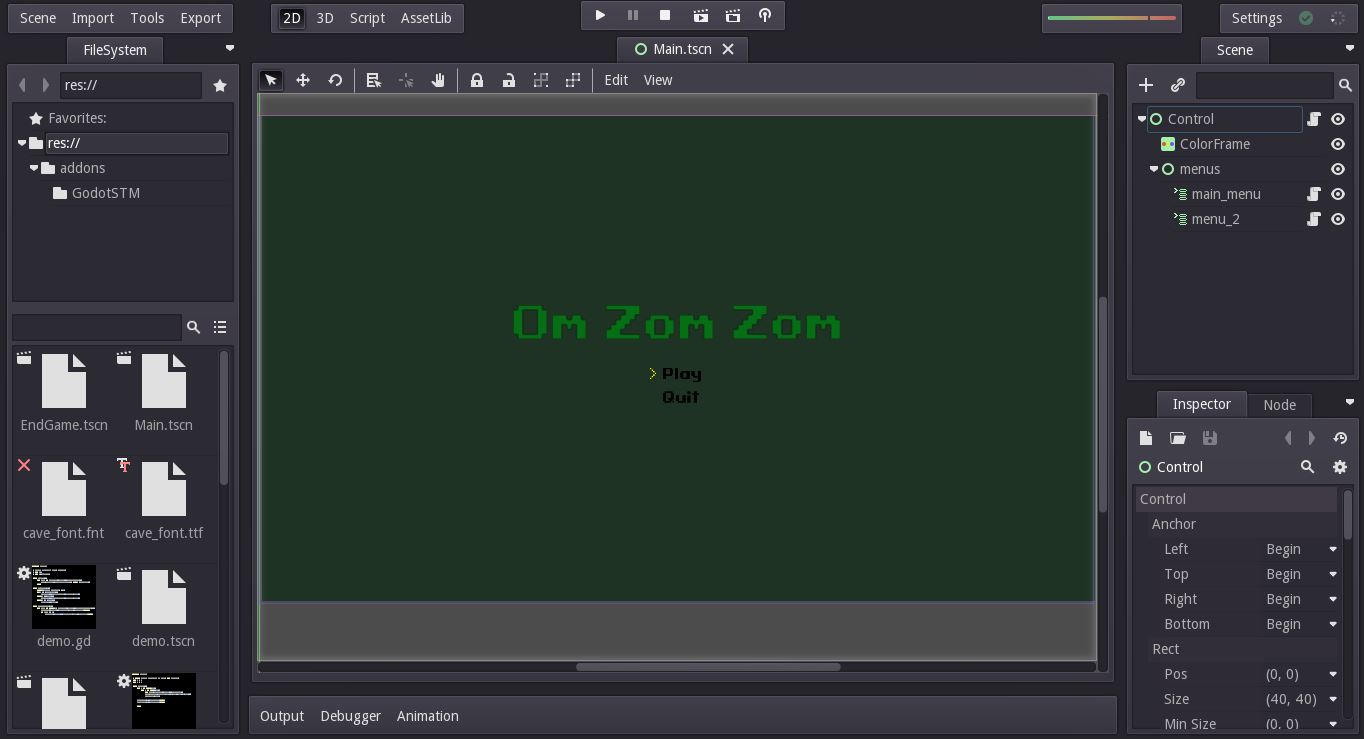 Scene Import Tools Export 2D 3D Script AssetLib Settings
FileSystem Main.tscn Scene
res:// Edit View
Favorites: Control
res:// ColorFrame
addons menus
GodotSTM main_menu
menu_2
Om Zom Zom
> Play
Quit
EndGame.tscn Main.tscn
cave_font.fnt cave_font.ttf
demo.gd demo.tscn
Inspector Node
Control
Control
Anchor
Left Begin
Top Begin
Right Begin
Bottom Begin
Rect
Pos (0, 0)
Size (40, 40)
Min Size (0, 0)
Output Debugger Animation